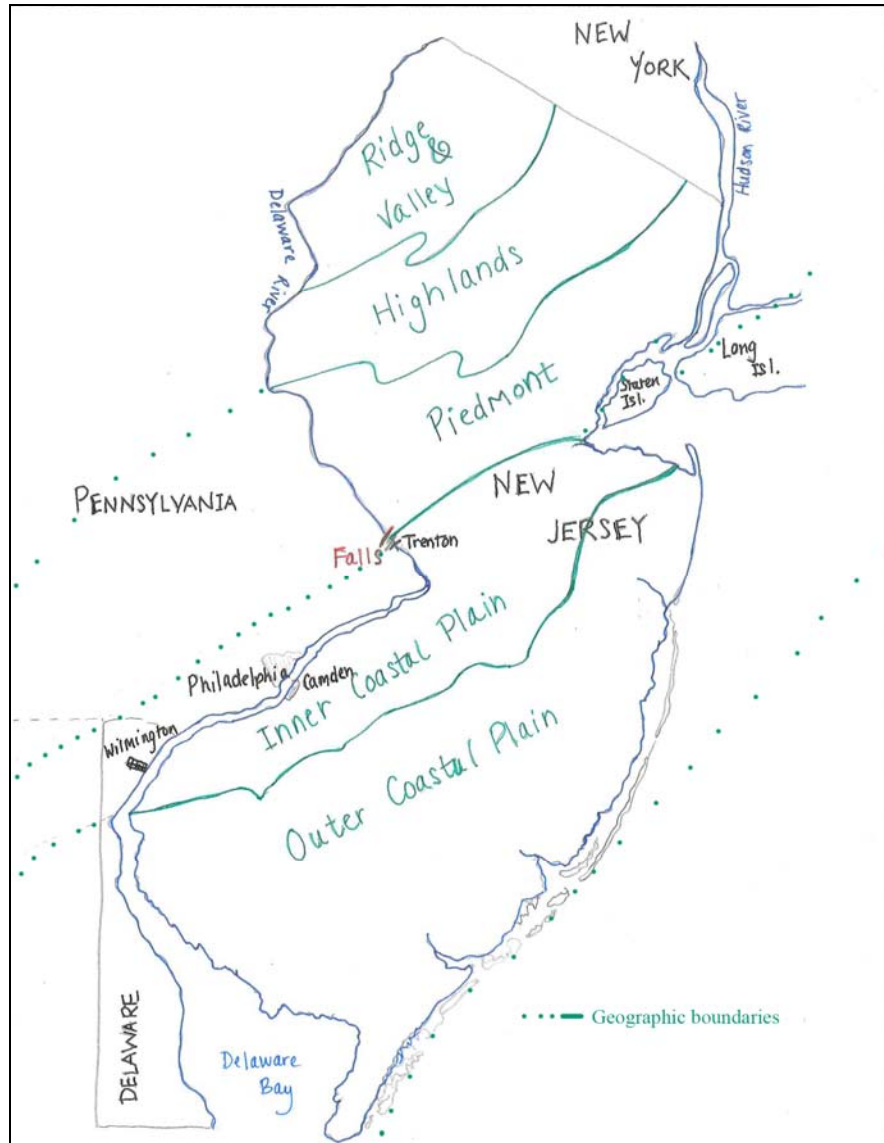 NEW
YORK
Hudson River
Ridge
&
Valley
Delaware River
Highlands
Long
Isl.
Staten
Isl.
Piedmont
PENNSYLVANIA
NEW
JERSEY
Falls
Trenton
Inner Coastal Plain
Philadelphia
Camden
Wilmington
Outer Coastal Plain
DELAWARE
Geographic boundaries
Delaware
Bay